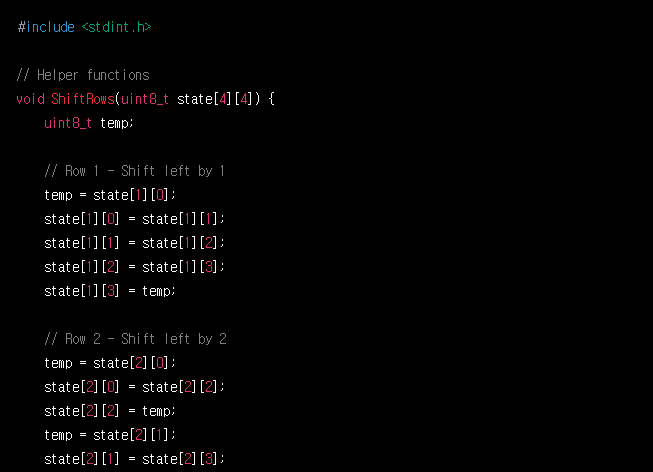 #include <stdint.h>
// Helper functions
void ShiftRows(uint8_t state[4][4]) {
uint8_t temp;
// Row 1 - Shift left by 1
temp = state[1][0];
state[1][0] = state[1][1];
state[1][1] = state[1][2];
state[1][2] = state[1][3];
state[1][3] = temp;
// Row 2 - Shift left by 2
temp = state[2][0];
state[2][0] = state[2][2];
state[2][2] = temp;
temp = state[2][1];
state[2][1] = state[2][3];